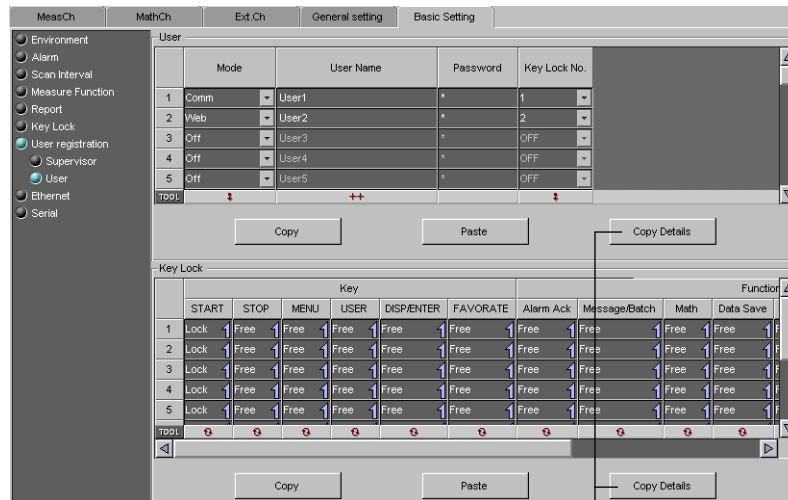 MeasCh MathCh Ext.Ch General setting Basic Setting
Environment
Alarm
Scan Interval
Measure Function
Report
Key Lock
User registration
Supervisor
User
Ethernet
Serial
User
Mode User Name Password Key Lock No.
1 Comm User1 * 1
2 Web User2 * 2
3 Off User3 * OFF
4 Off User4 * OFF
5 Off User5 * OFF
TOOL ++
Copy Paste Copy Details
Key Lock
Key Function
START STOP MENU USER DISP/ENTER FAVORATE Alarm Ack Message/Batch Math Data Save
1 Lock Free Free Free Free Free Free Free Free Free F
2 Lock Free Free Free Free Free Free Free Free Free F
3 Lock Free Free Free Free Free Free Free Free Free F
4 Lock Free Free Free Free Free Free Free Free Free F
5 Lock Free Free Free Free Free Free Free Free Free F
TOOL
Copy Paste Copy Details